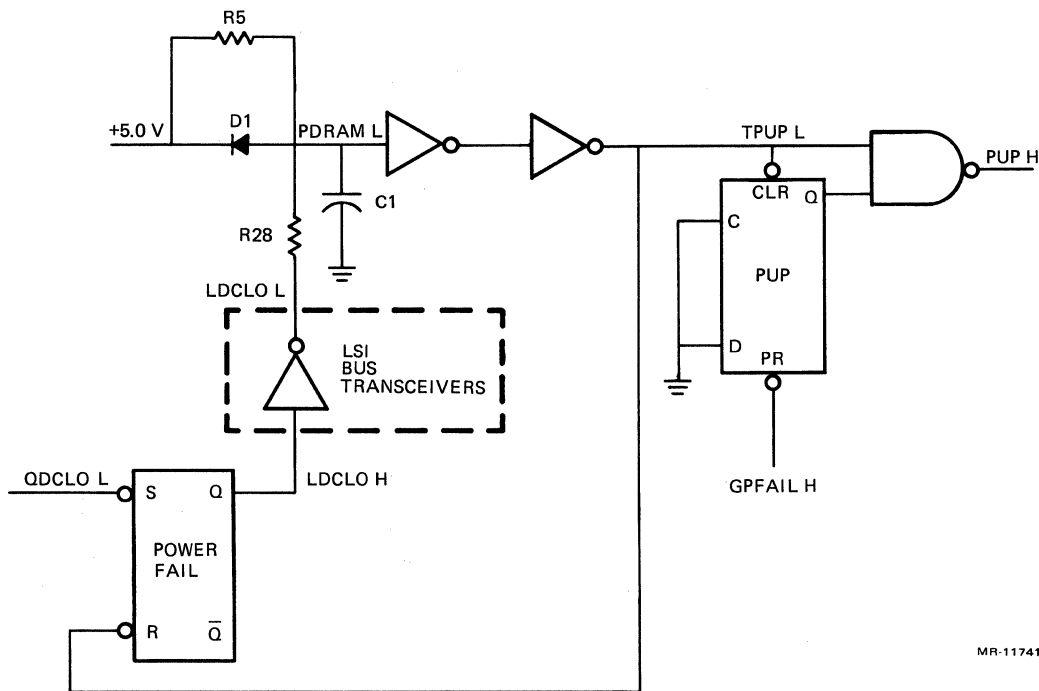 R5
D1
+5.0 V
PDRAM L
TPUP L
PUP H
CLR
Q
C1
C
R28
PUP
LDCLO L
D
LSI
BUS
TRANSCEIVERS
PR
QDCLO L
S
Q
LDCLO H
GPFAIL H
POWER
FAIL
R
Q̅
MR-11741